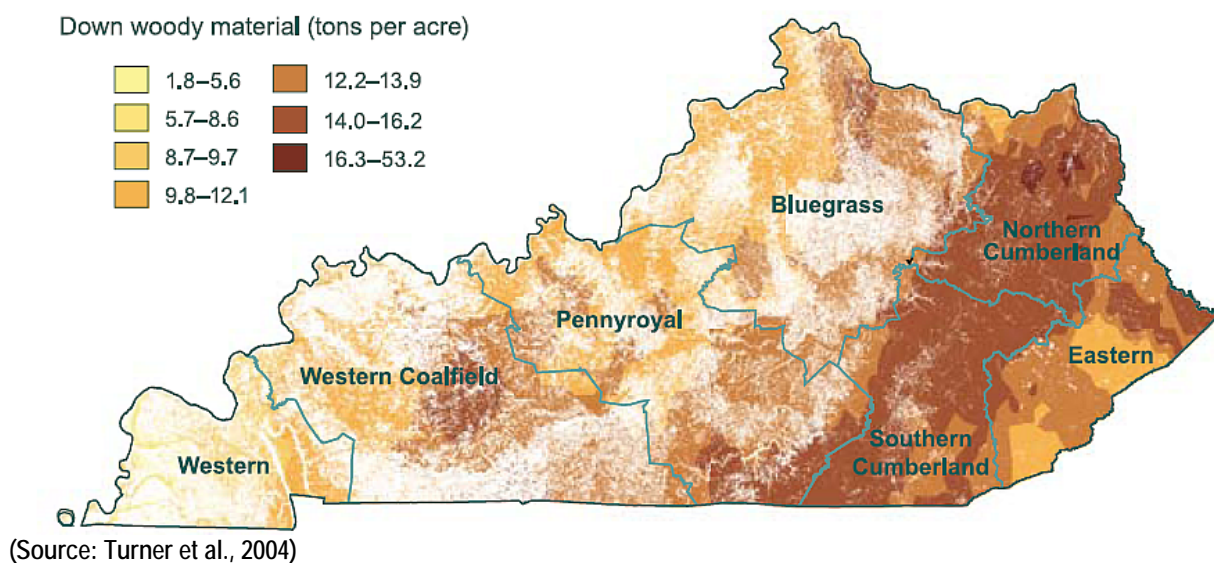 Down woody material (tons per acre)
1.8–5.6
12.2–13.9
5.7–8.6
14.0–16.2
8.7–9.7
16.3–53.2
9.8–12.1
Bluegrass
Northern
Cumberland
Pennyroyal
Eastern
Western Coalfield
Southern
Cumberland
Western
(Source: Turner et al., 2004)